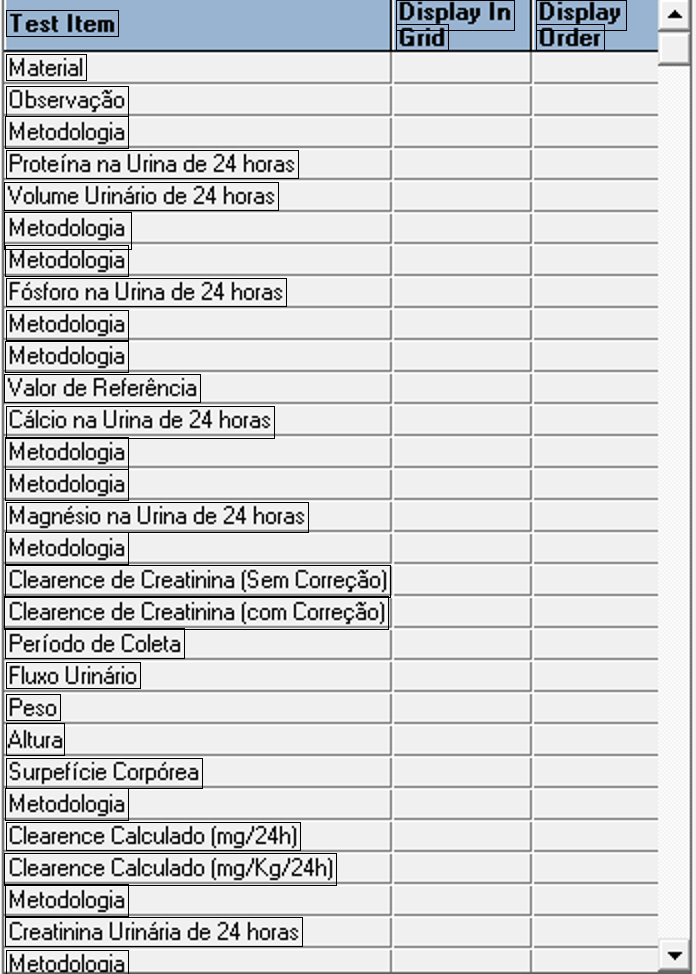 Test Item
Display In
Grid
Display
Order
Material
Observação
Metodologia
Proteína na Urina de 24 horas
Volume Urinário de 24 horas
Metodologia
Metodologia
Fósforo na Urina de 24 horas
Metodologia
Metodologia
Valor de Referência
Cálcio na Urina de 24 horas
Metodologia
Metodologia
Magnésio na Urina de 24 horas
Metodologia
Clearence de Creatinina (Sem Correção)
Clearence de Creatinina (com Correção)
Período de Coleta
Fluxo Urinário
Peso
Altura
Surpefície Corpórea
Metodologia
Clearence Calculado (mg/24h)
Clearence Calculado (mg/Kg/24h)
Metodologia
Creatinina Urinária de 24 horas
Metodologia